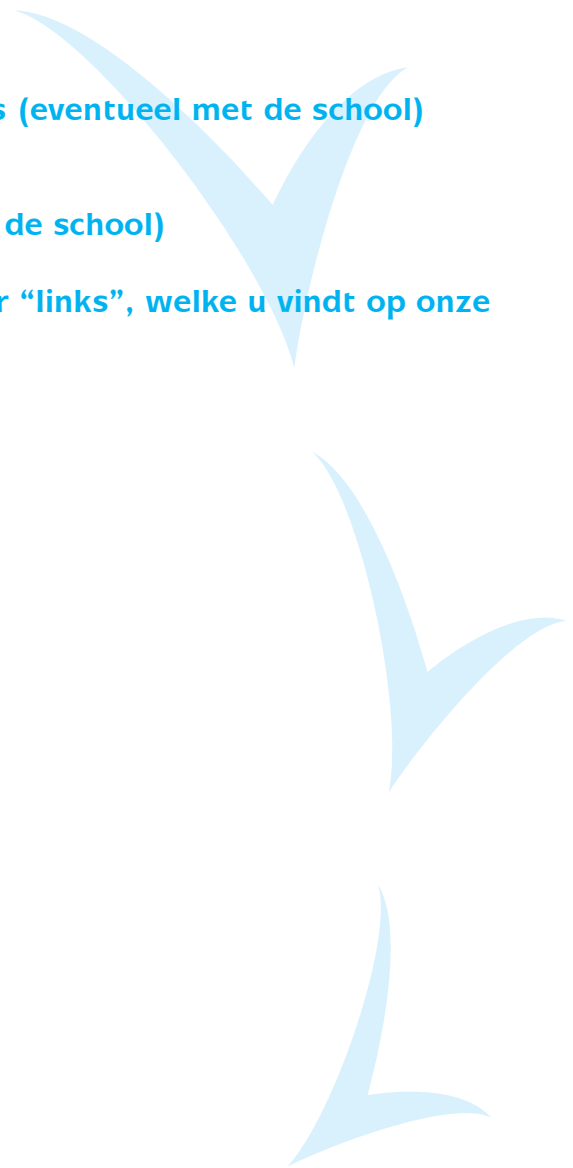 (eventueel met de school)
de school)
“links”, welke u vindt op onze